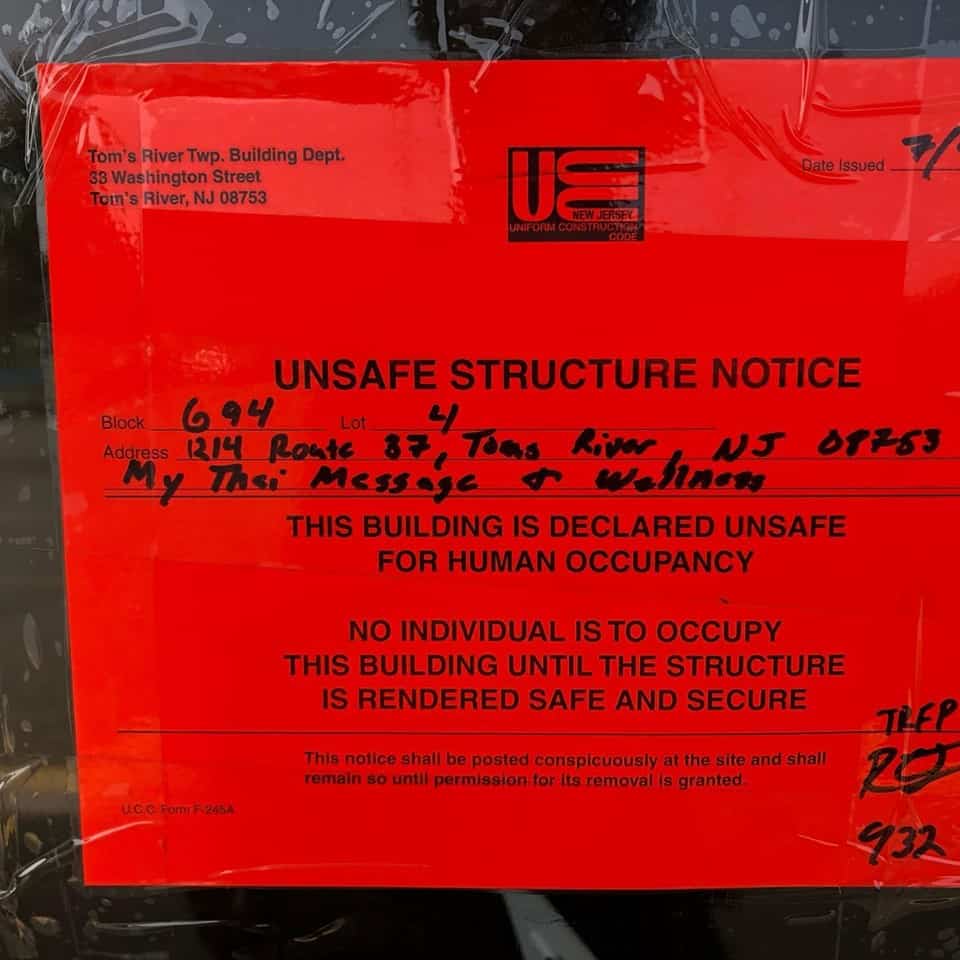 Tom's River Twp. Building Dept.
33 Washington Street
Tom's River, NJ 08753
UCC
NEW JERSEY
UNIFORM CONSTRUCTION
CODE
Date Issued 7/
UNSAFE STRUCTURE NOTICE
Block 694 Lot 4
Address 1214 Route 37, Toms River, NJ 08753
My Thai Massage + Wellness
THIS BUILDING IS DECLARED UNSAFE
FOR HUMAN OCCUPANCY
NO INDIVIDUAL IS TO OCCUPY
THIS BUILDING UNTIL THE STRUCTURE
IS RENDERED SAFE AND SECURE
This notice shall be posted conspicuously at the site and shall
remain so until permission for its removal is granted.
U.C.C. Form F-245A
932